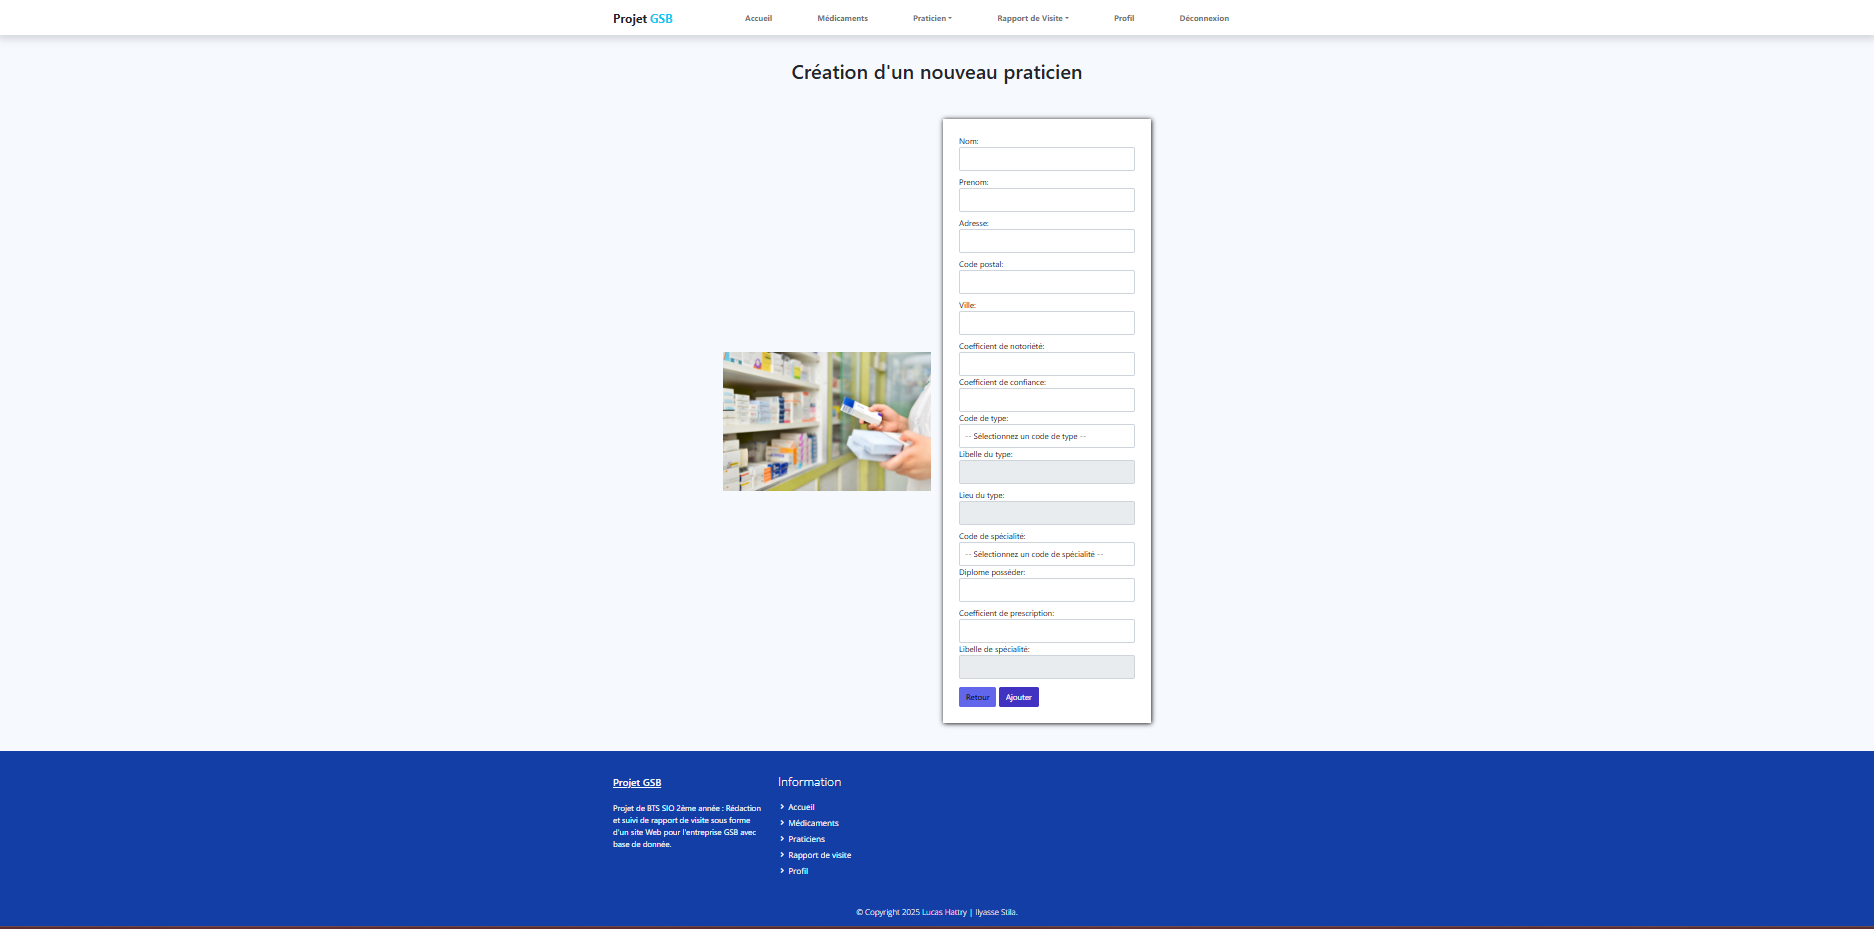 Projet GSB
Accueil
Médicaments
Praticien
Rapport de Visite
Profil
Déconnexion
Création d'un nouveau praticien
Nom:
Prenom:
Adresse:
Code postal:
Ville:
Coefficient de notoriété:
Coefficient de confiance:
Code de type:
-- Sélectionnez un code de type --
Libelle du type:
Lieu du type:
Code de spécialité:
-- Sélectionnez un code de spécialité --
Diplome posséder:
Coefficient de prescription:
Libelle de spécialité:
Retour Ajouter
Projet GSB
Projet de BTS SIO 2ème année : Rédaction
et suivi de rapport de visite sous forme
d'un site Web pour l'entreprise GSB avec
base de donnée.
Information
Accueil
Médicaments
Praticiens
Rapport de visite
Profil
© Copyright 2025 Lucas Hattry | Ilyasse Stila.